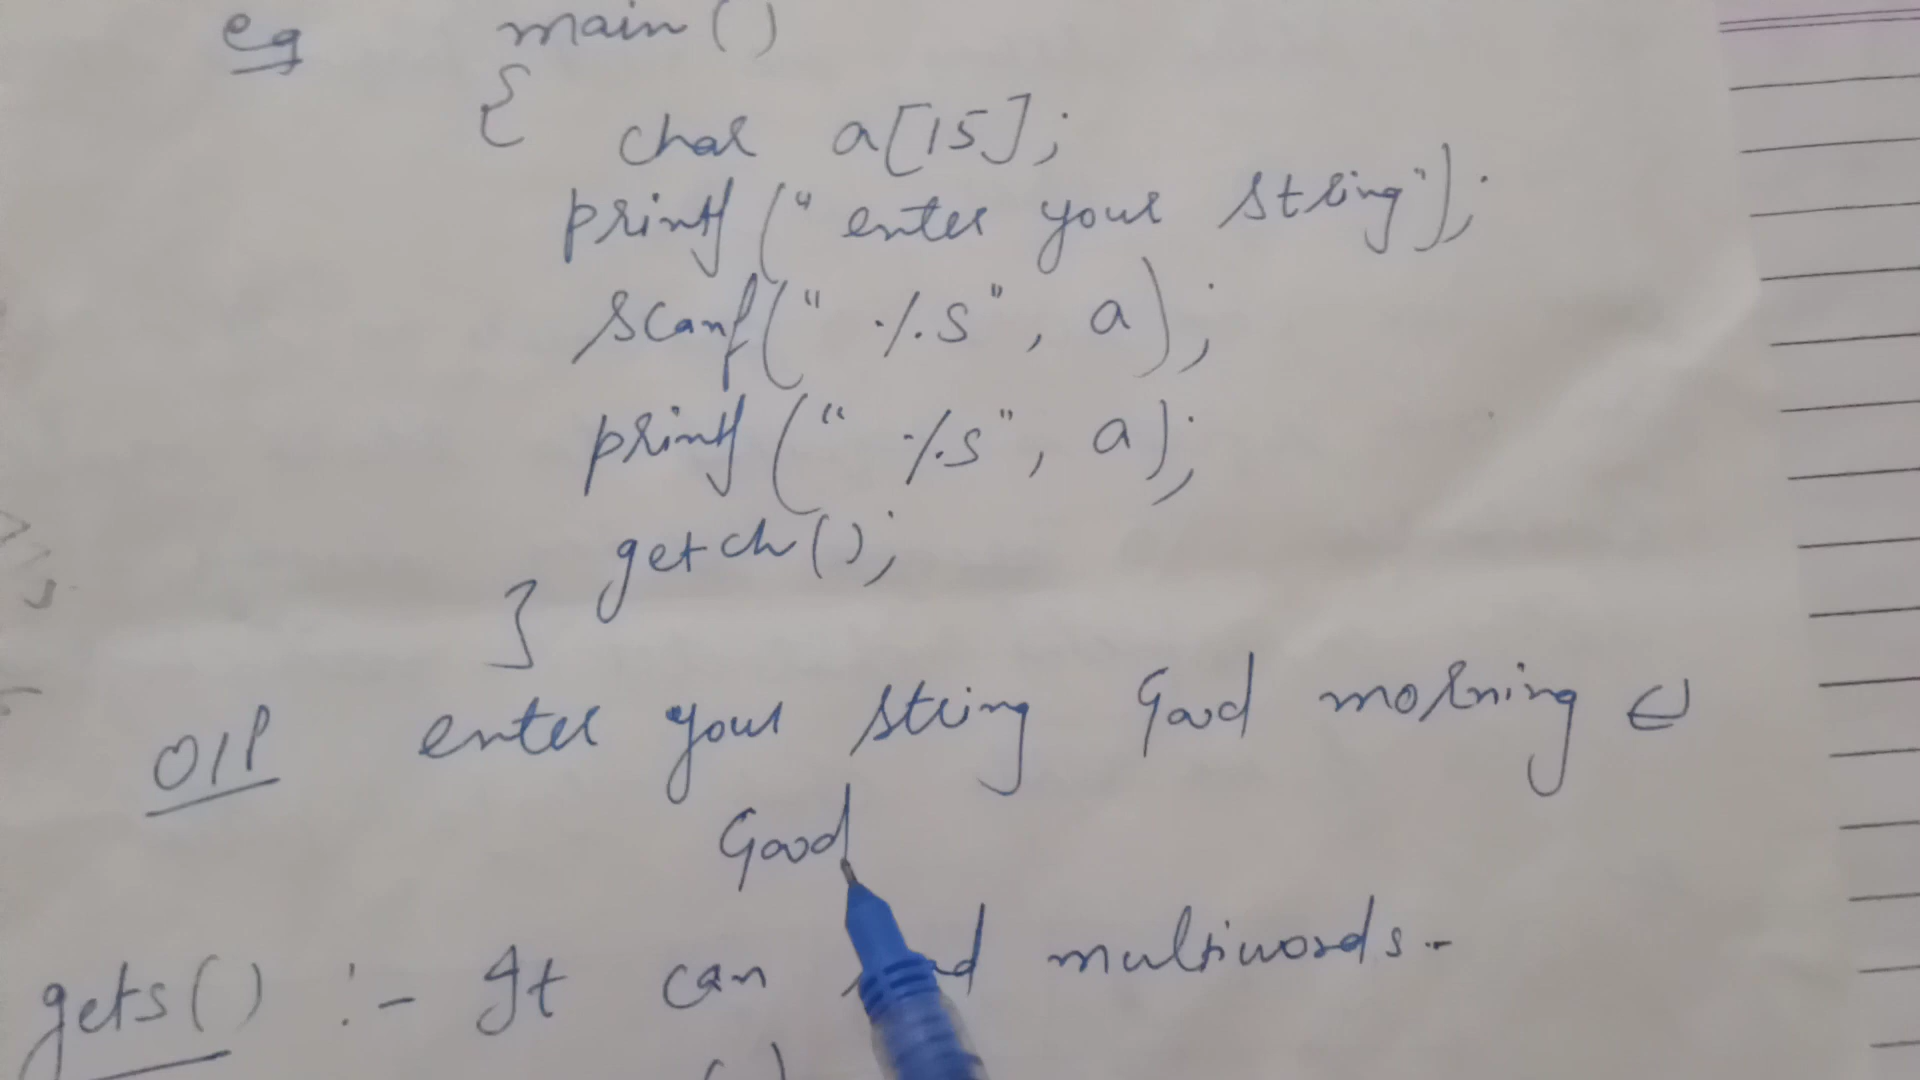 eg main()
{ char a[15];
printf("enter your string");
scanf("%s", a);
printf("%s", a);
getch();
}
O/P enter your string Good morning
Good
gets() :- It can multiwords.